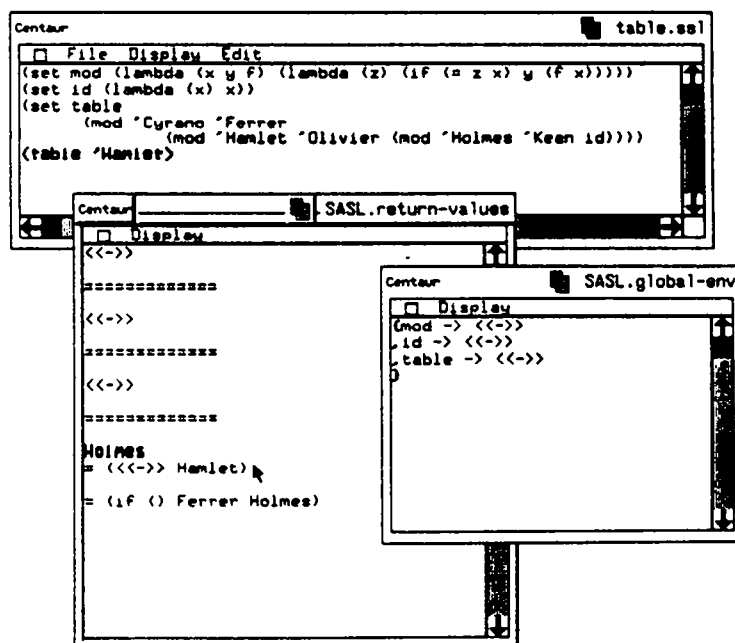 Centaur table.ssl
File Display Edit
(set mod (lambda (x y f) (lambda (z) (if (= z x) y (f x)))))
(set id (lambda (x) x))
(set table
(mod 'Cyrano 'Ferrer
(mod 'Hamlet 'Olivier (mod 'Holmes 'Keen id))))
(table 'Hamlet)
Centaur SASL.return-values
Display
<<->>
=============
<<->>
=============
<<->>
=============
Holmes
= (<<->> Hamlet)
= (if () Ferrer Holmes)
Centaur SASL.global-env
Display
(mod -> <<->>
,id -> <<->>
,table -> <<->>
)